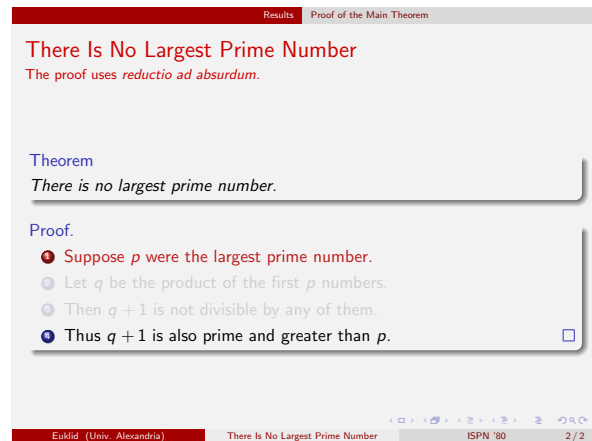 Results Proof of the Main Theorem
There Is No Largest Prime Number
The proof uses reductio ad absurdum.
Theorem
There is no largest prime number.
Proof.
1 Suppose p were the largest prime number.
2 Let q be the product of the first p numbers.
3 Then q + 1 is not divisible by any of them.
4 Thus q + 1 is also prime and greater than p. □
Euklid (Univ. Alexandria) There Is No Largest Prime Number ISPN '80 2 / 2